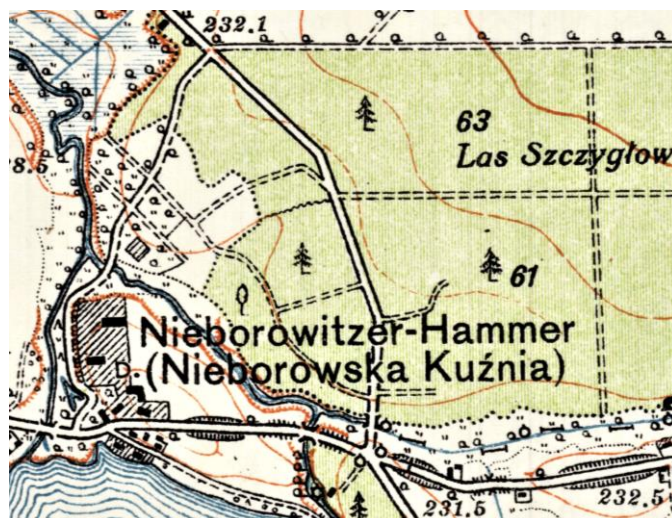 232.1
63
Las Szczygłow
8.5
61
Nieborowitzer-Hammer
D. (Nieborowska Kuźnia)
231.5
232.5